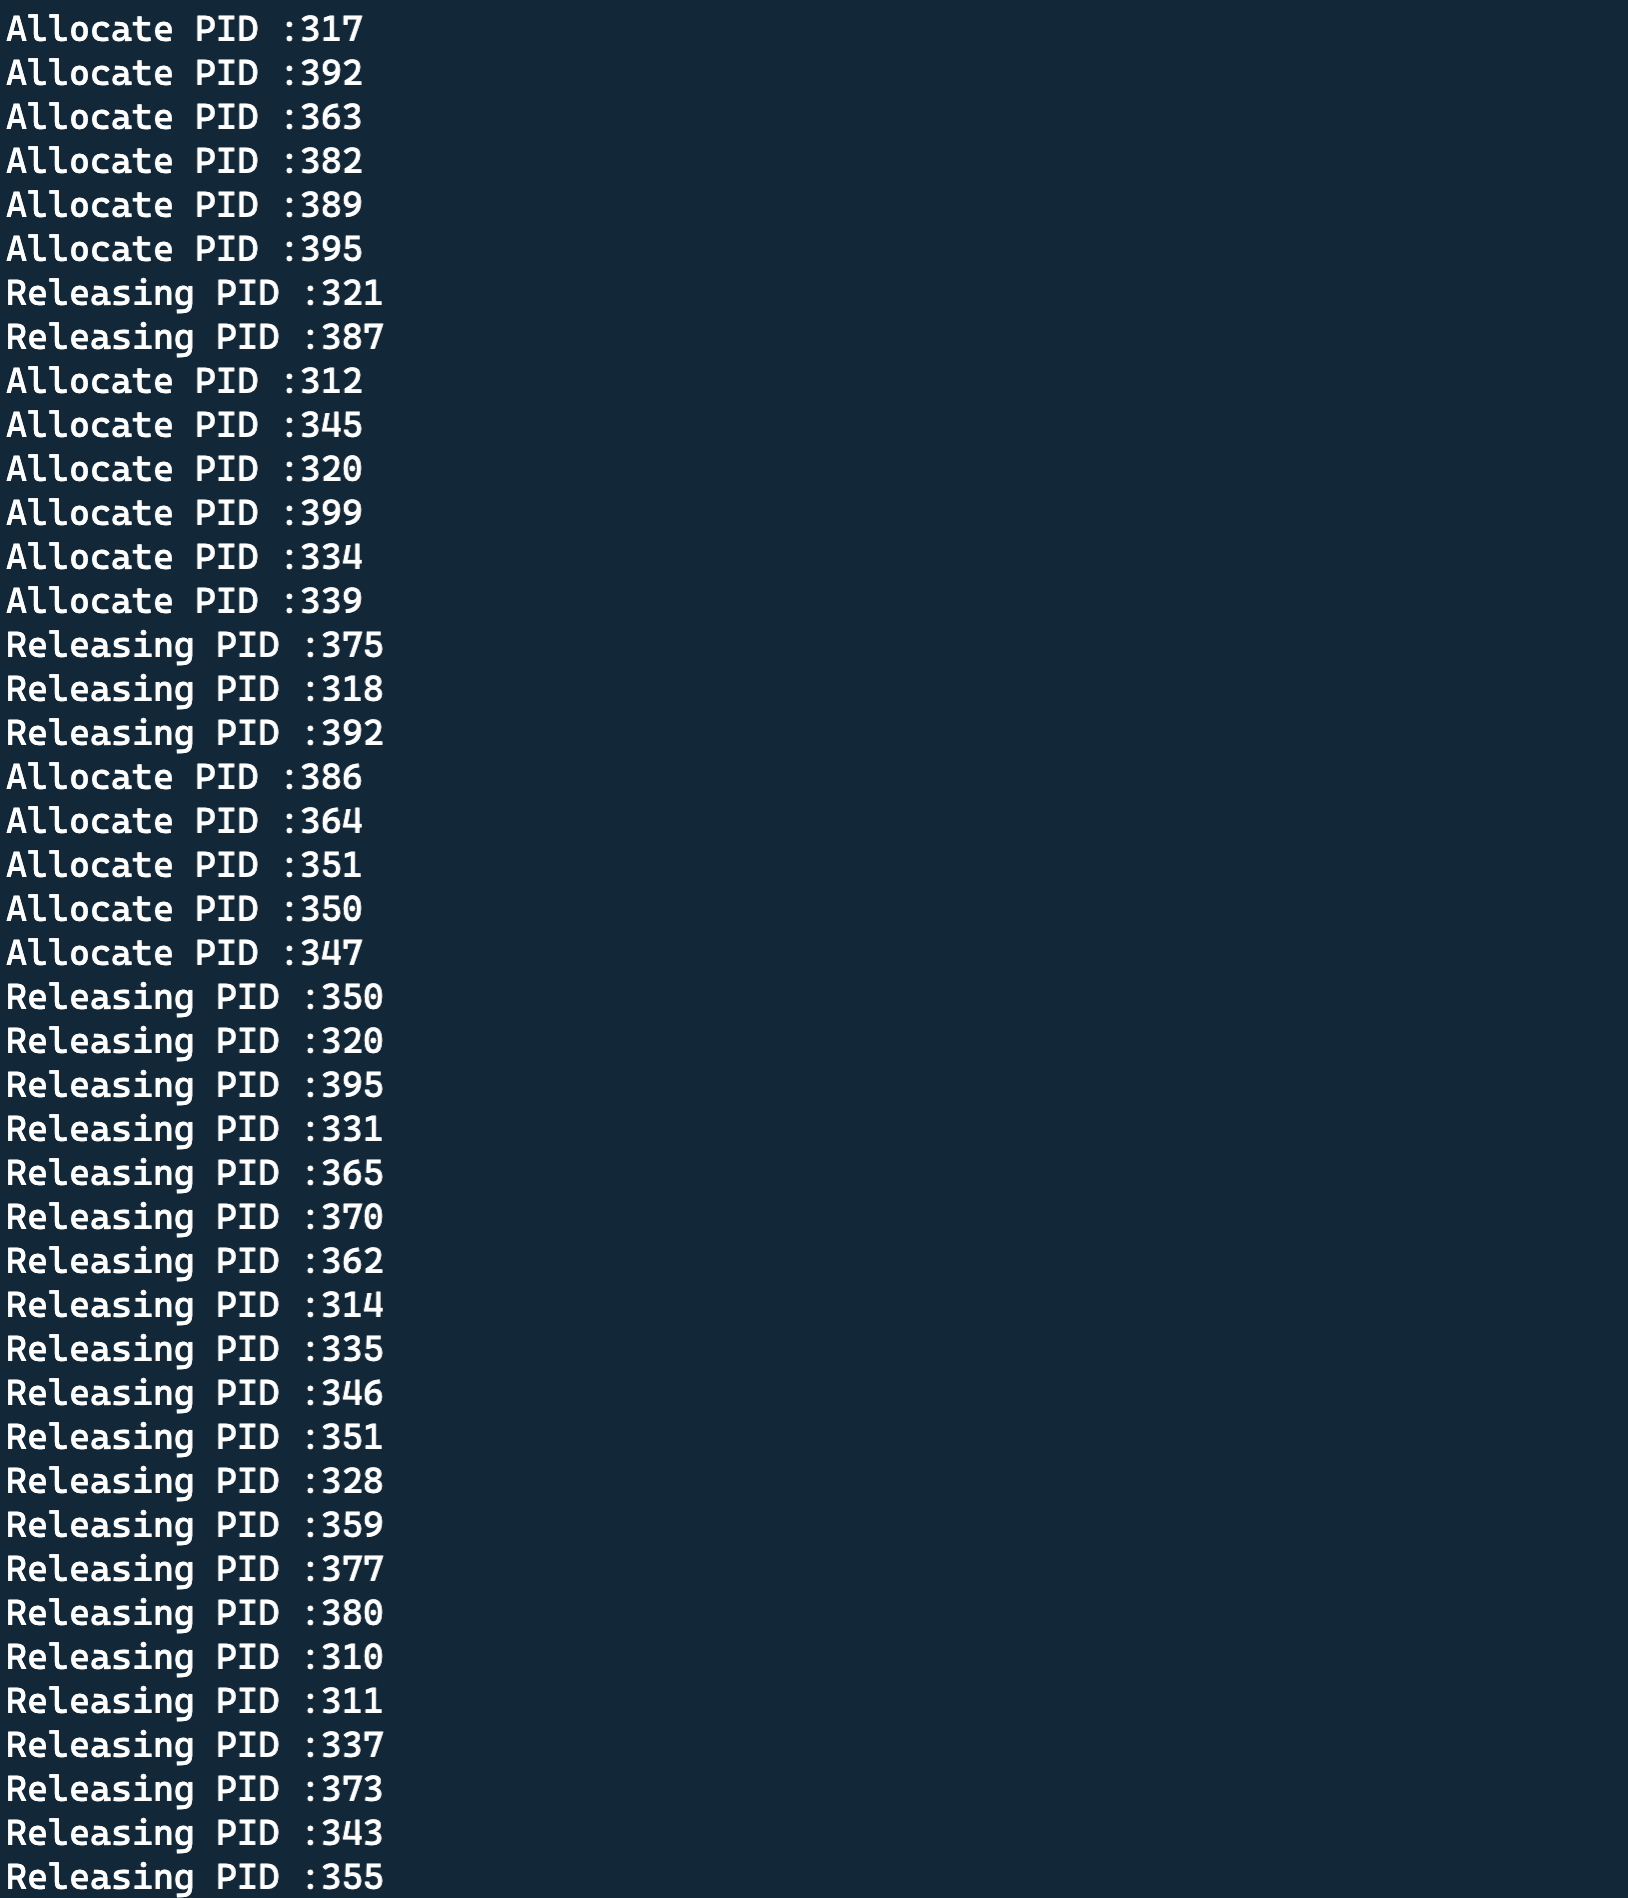 Allocate PID :317
Allocate PID :392
Allocate PID :363
Allocate PID :382
Allocate PID :389
Allocate PID :395
Releasing PID :321
Releasing PID :387
Allocate PID :312
Allocate PID :345
Allocate PID :320
Allocate PID :399
Allocate PID :334
Allocate PID :339
Releasing PID :375
Releasing PID :318
Releasing PID :392
Allocate PID :386
Allocate PID :364
Allocate PID :351
Allocate PID :350
Allocate PID :347
Releasing PID :350
Releasing PID :320
Releasing PID :395
Releasing PID :331
Releasing PID :365
Releasing PID :370
Releasing PID :362
Releasing PID :314
Releasing PID :335
Releasing PID :346
Releasing PID :351
Releasing PID :328
Releasing PID :359
Releasing PID :377
Releasing PID :380
Releasing PID :310
Releasing PID :311
Releasing PID :337
Releasing PID :373
Releasing PID :343
Releasing PID :355